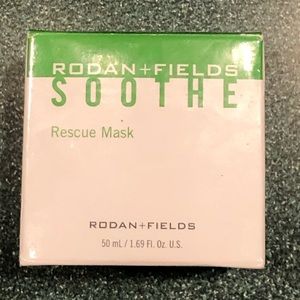 RODAN+FIELDS
SOOTHE
Rescue Mask
RODAN+FIELDS
50 mL / 1.69 Fl. Oz. U.S.